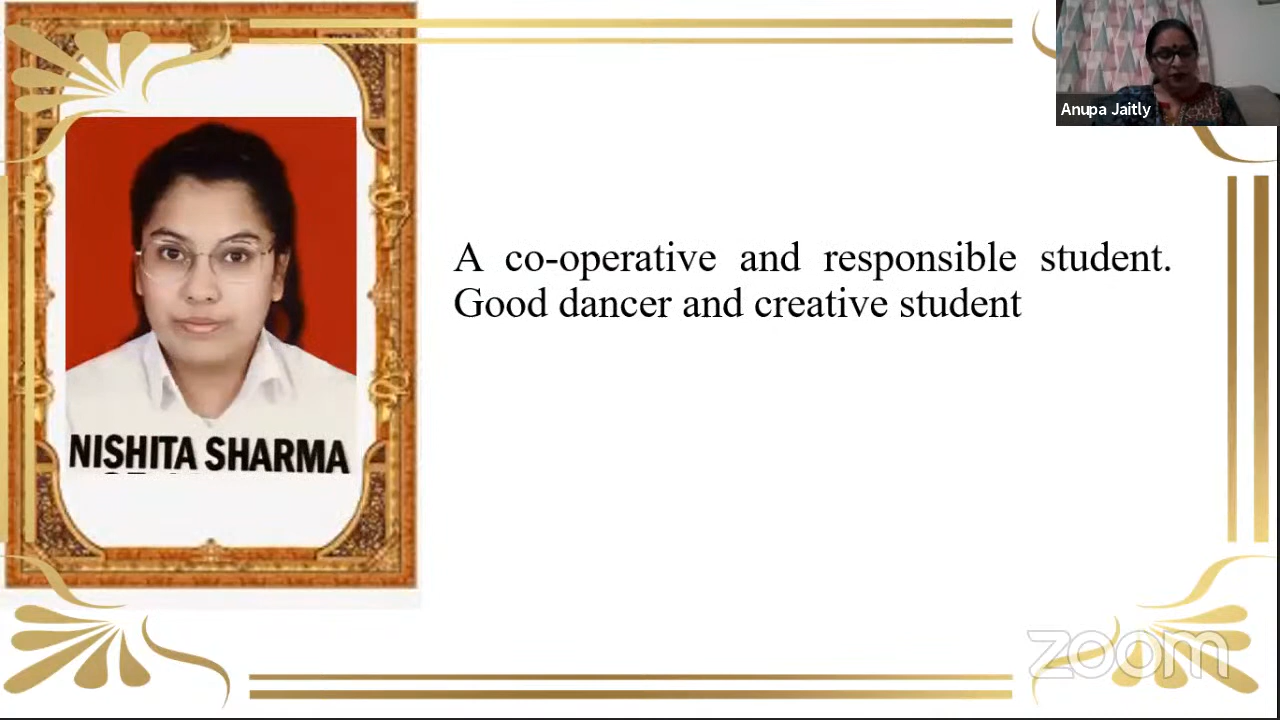 Anupa Jaitly
A co-operative and responsible student.
Good dancer and creative student
NISHITA SHARMA
zoom